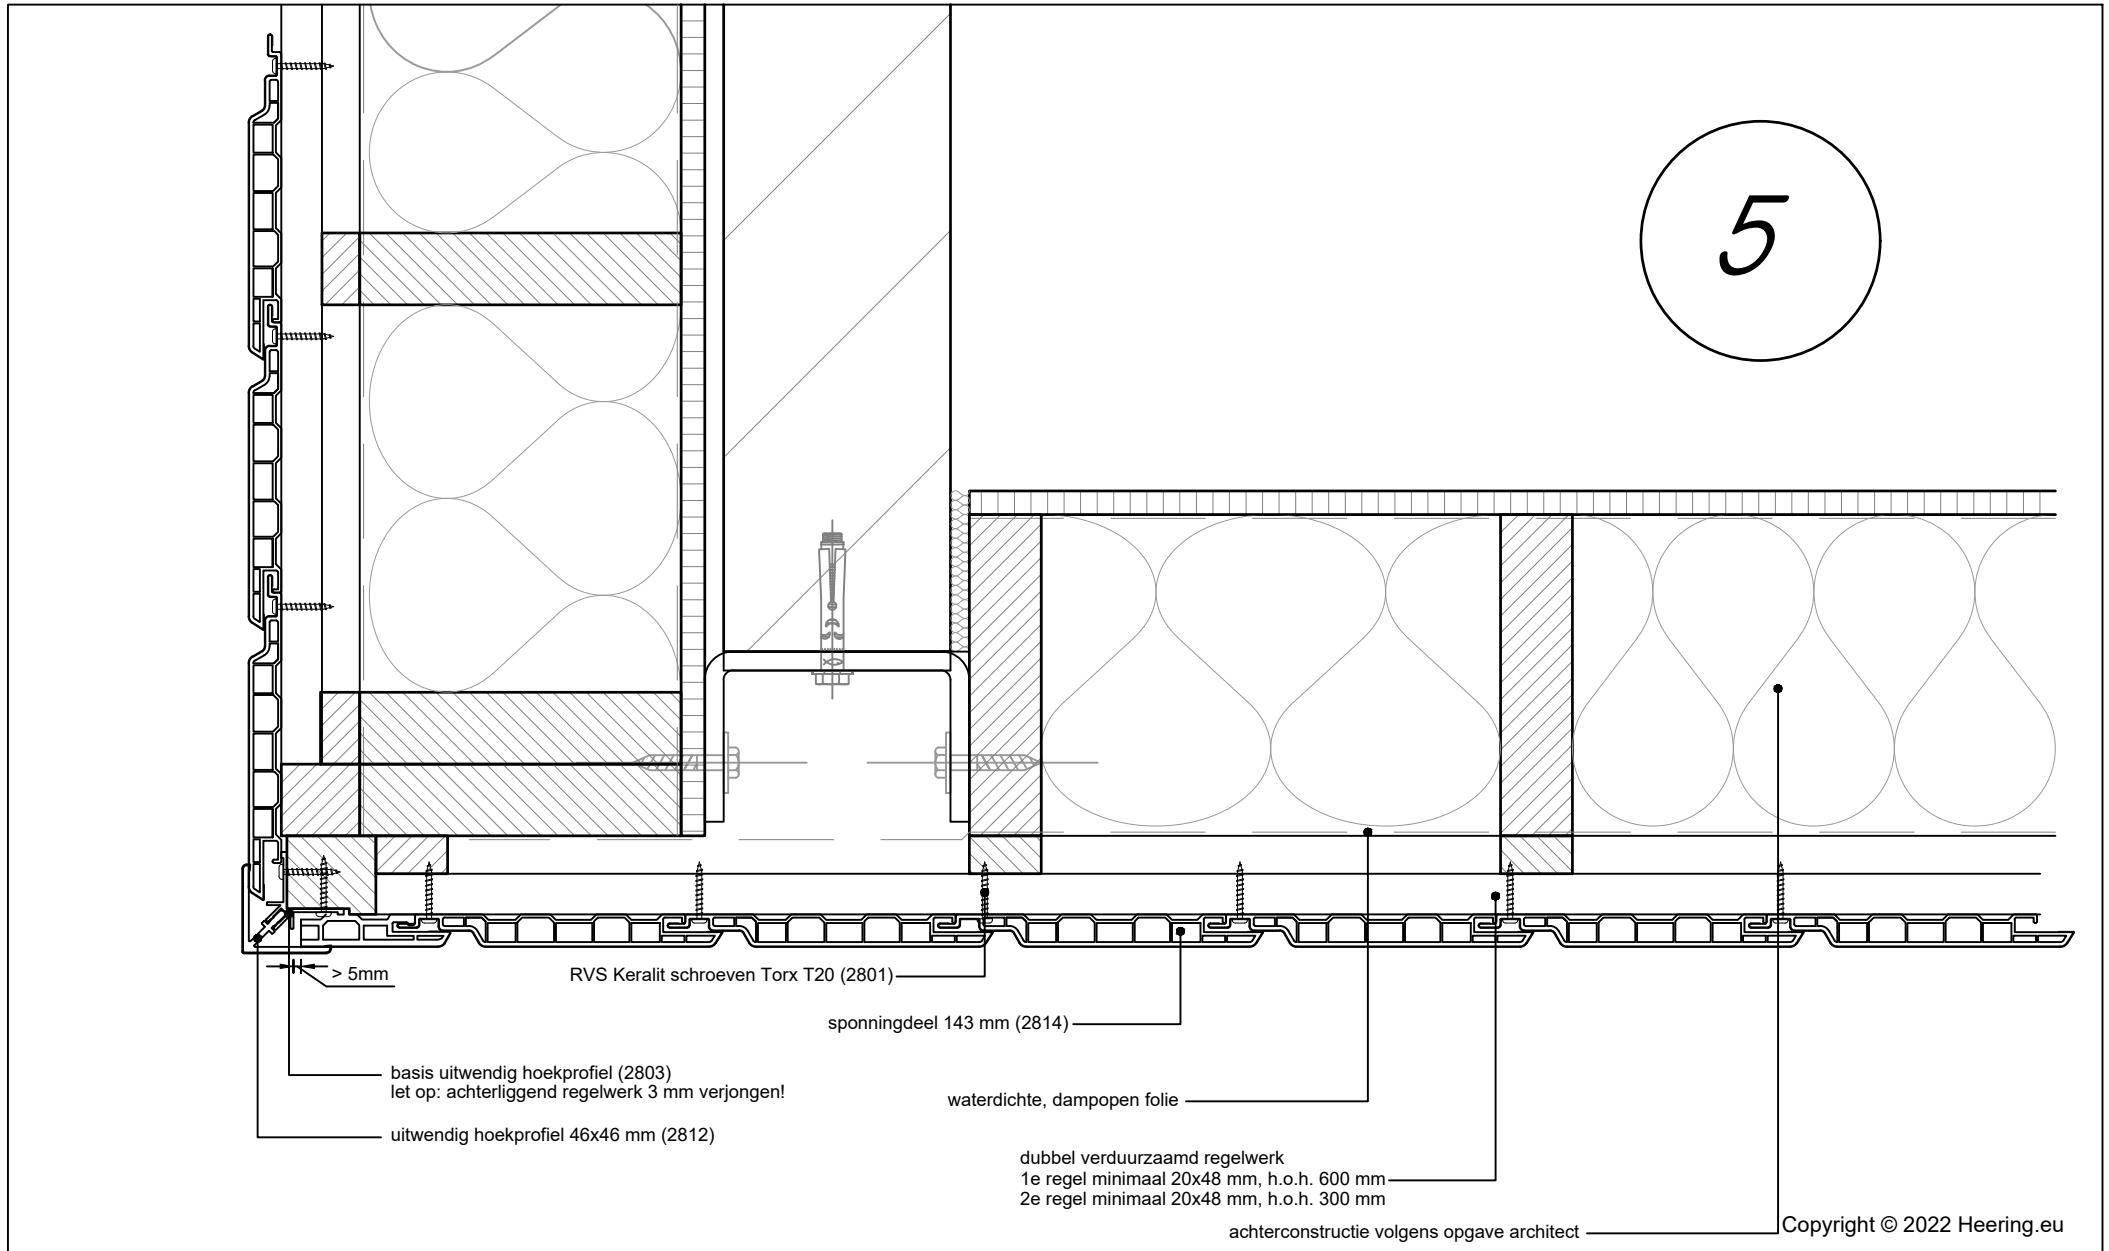 5
> 5mm
RVS Keralit schroeven Torx T20 (2801)
sponningdeel 143 mm (2814)
basis uitwendig hoekprofiel (2803)
let op: achterliggend regelwerk 3 mm verjongen!
waterdichte, dampopen folie
uitwendig hoekprofiel 46x46 mm (2812)
dubbel verduurzaamd regelwerk
1e regel minimaal 20x48 mm, h.o.h. 600 mm
2e regel minimaal 20x48 mm, h.o.h. 300 mm
achterconstructie volgens opgave architect
Copyright © 2022 Heering.eu